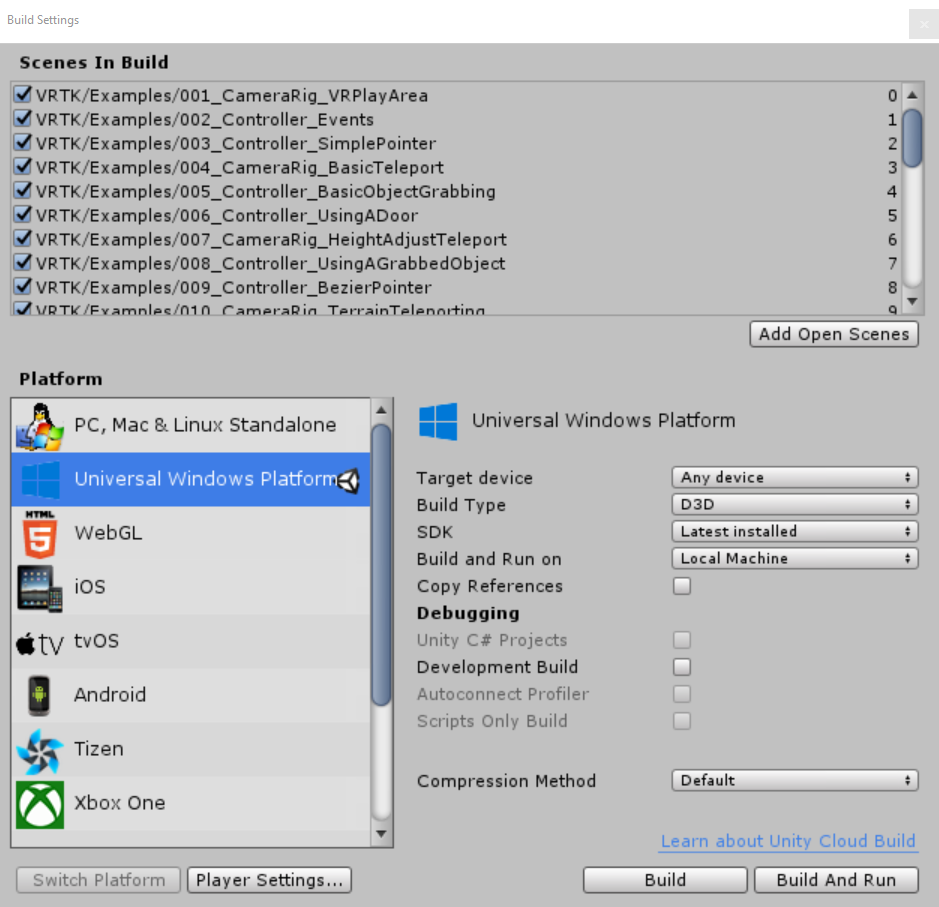 Build Settings
Scenes In Build
VRTK/Examples/001_CameraRig_VRPlayArea 0
VRTK/Examples/002_Controller_Events 1
VRTK/Examples/003_Controller_SimplePointer 2
VRTK/Examples/004_CameraRig_BasicTeleport 3
VRTK/Examples/005_Controller_BasicObjectGrabbing 4
VRTK/Examples/006_Controller_UsingADoor 5
VRTK/Examples/007_CameraRig_HeightAdjustTeleport 6
VRTK/Examples/008_Controller_UsingAGrabbedObject 7
VRTK/Examples/009_Controller_BezierPointer 8
VRTK/Examples/010_CameraRig_TerrainTeleporting 9
Add Open Scenes
Platform
PC, Mac & Linux Standalone
Universal Windows Platform
HTML
5
WebGL
iOS
tv
tvOS
Android
Tizen
Xbox One
Universal Windows Platform
Target device Any device
Build Type D3D
SDK Latest installed
Build and Run on Local Machine
Copy References
Debugging
Unity C# Projects
Development Build
Autoconnect Profiler
Scripts Only Build
Compression Method Default
Learn about Unity Cloud Build
Switch Platform
Player Settings...
Build
Build And Run